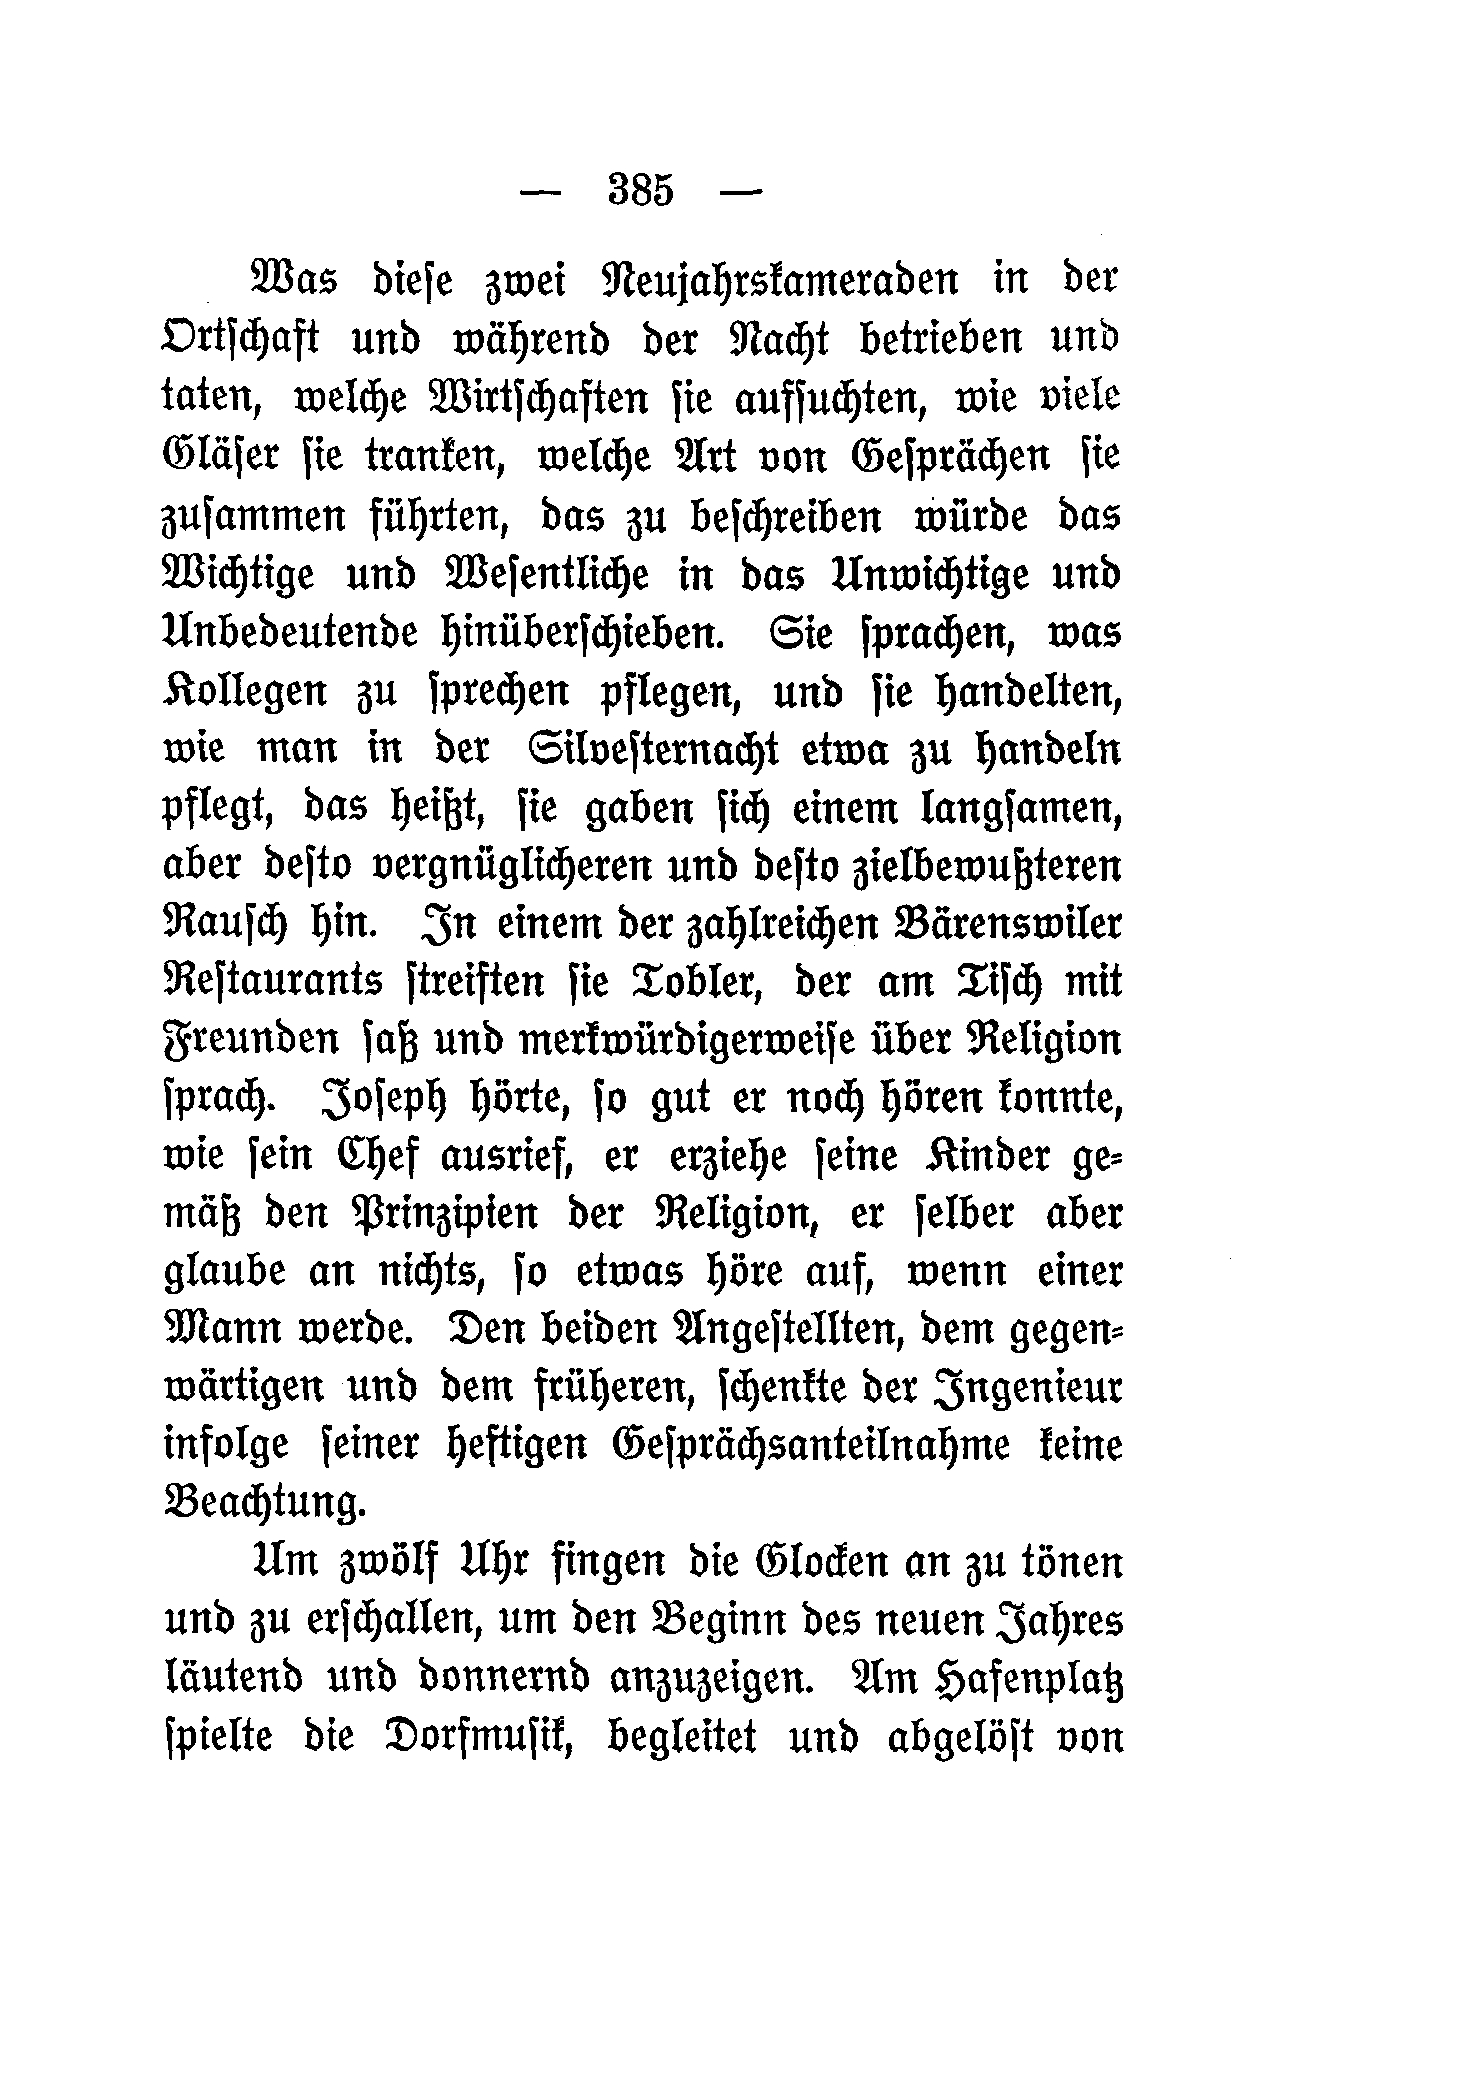 — 385 —
Was dieſe zwei Neujahrskameraden in der
Ortſchaft und während der Nacht betrieben und
taten, welche Wirtſchaften ſie aufſuchten, wie viele
Gläſer ſie tranken, welche Art von Geſprächen ſie
zuſammen führten, das zu beſchreiben würde das
Wichtige und Weſentliche in das Unwichtige und
Unbedeutende hinüberſchieben. Sie ſprachen, was
Kollegen zu ſprechen pflegen, und ſie handelten,
wie man in der Silveſternacht etwa zu handeln
pflegt, das heißt, ſie gaben ſich einem langſamen,
aber deſto vergnüglicheren und deſto zielbewußteren
Rauſch hin. In einem der zahlreichen Bärenswiler
Reſtaurants ſtreiften ſie Tobler, der am Tiſch mit
Freunden ſaß und merkwürdigerweiſe über Religion
ſprach. Joſeph hörte, ſo gut er noch hören konnte,
wie ſein Chef ausrief, er erziehe ſeine Kinder ge-
mäß den Prinzipien der Religion, er ſelber aber
glaube an nichts, ſo etwas höre auf, wenn einer
Mann werde. Den beiden Angeſtellten, dem gegen-
wärtigen und dem früheren, ſchenkte der Ingenieur
infolge ſeiner heftigen Geſprächsanteilnahme keine
Beachtung.
Um zwölf Uhr fingen die Glocken an zu tönen
und zu erſchallen, um den Beginn des neuen Jahres
läutend und donnernd anzuzeigen. Am Hafenplatz
ſpielte die Dorfmuſik, begleitet und abgelöſt von